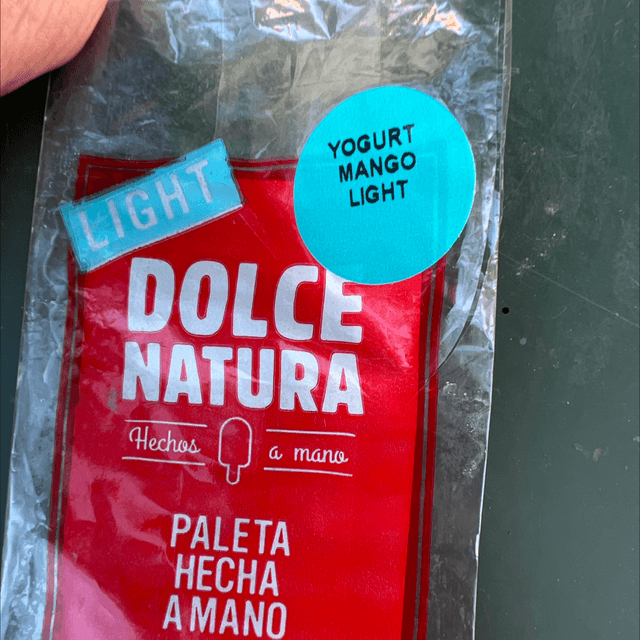 YOGURT
MANGO
LIGHT
LIGHT
DOLCE
NATURA
Hechos a mano
PALETA
HECHA
A MANO